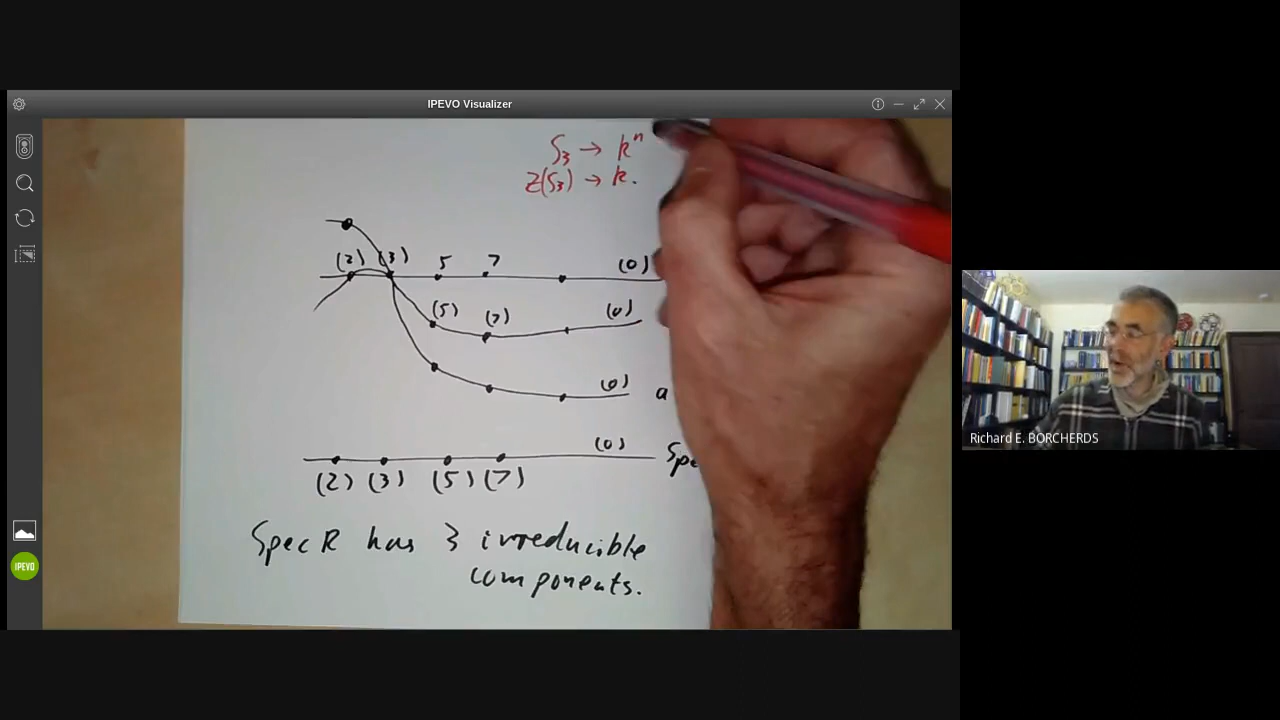 IPEVO Visualizer
S₃ → kⁿ
Z(S₃) → k.
(2) (3) 5 7 (0)
(5) (7) (0)
(0)
a
(0)
Spe
(2) (3) (5) (7)
Spec R has 3 irreducible
components.
Richard E. BORCHERDS
IPEVO